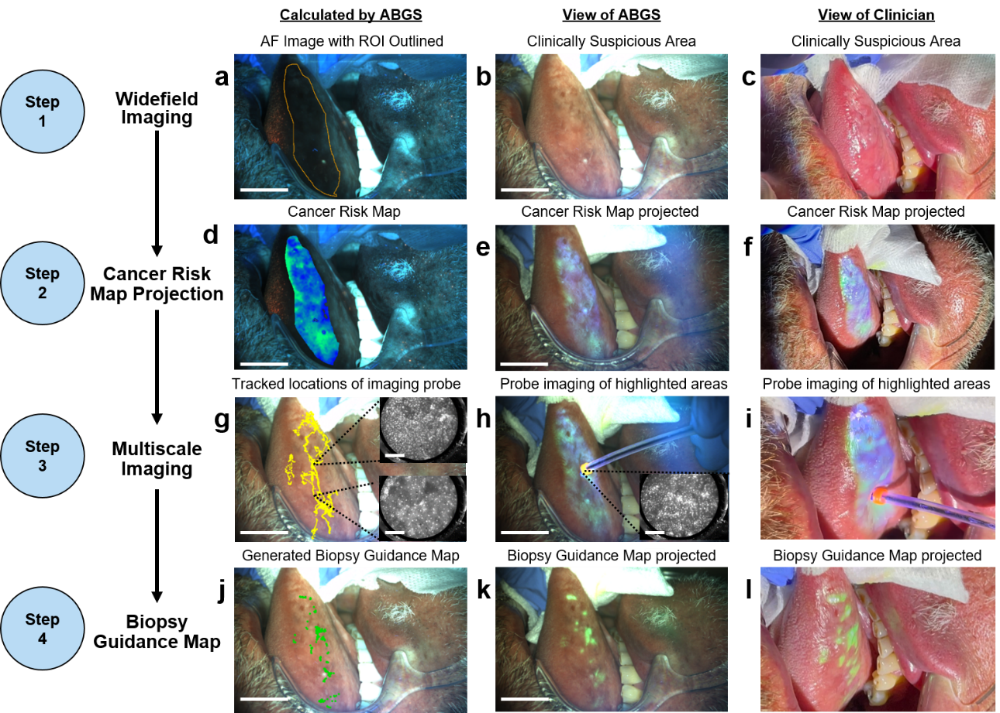 Calculated by ABGS
View of ABGS
View of Clinician
AF Image with ROI Outlined
Clinically Suspicious Area
Clinically Suspicious Area
Step
1
Widefield
Imaging
a
b
c
Cancer Risk Map
Cancer Risk Map projected
Cancer Risk Map projected
Step
2
Cancer Risk
Map Projection
d
e
f
Tracked locations of imaging probe
Probe imaging of highlighted areas
Probe imaging of highlighted areas
Step
3
Multiscale
Imaging
g
h
i
Generated Biopsy Guidance Map
Biopsy Guidance Map projected
Biopsy Guidance Map projected
Step
4
Biopsy
Guidance Map
j
k
l